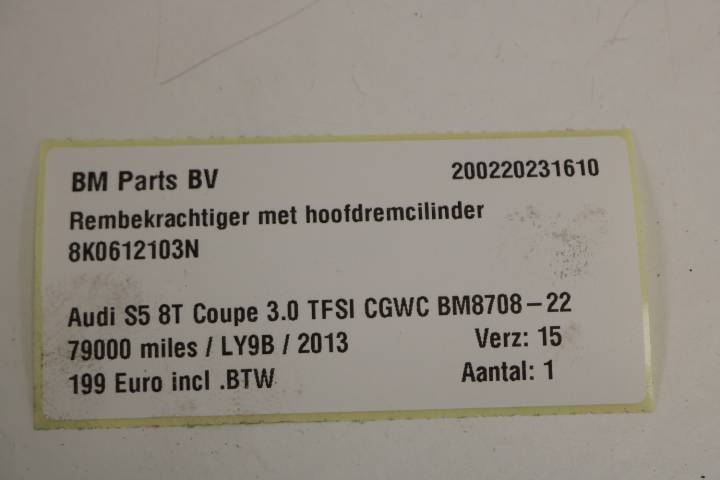 BM Parts BV 200220231610
Rembekrachtiger met hoofdremcilinder
8K0612103N
Audi S5 8T Coupe 3.0 TFSI CGWC BM8708-22
79000 miles / LY9B / 2013 Verz: 15
199 Euro incl .BTW Aantal: 1